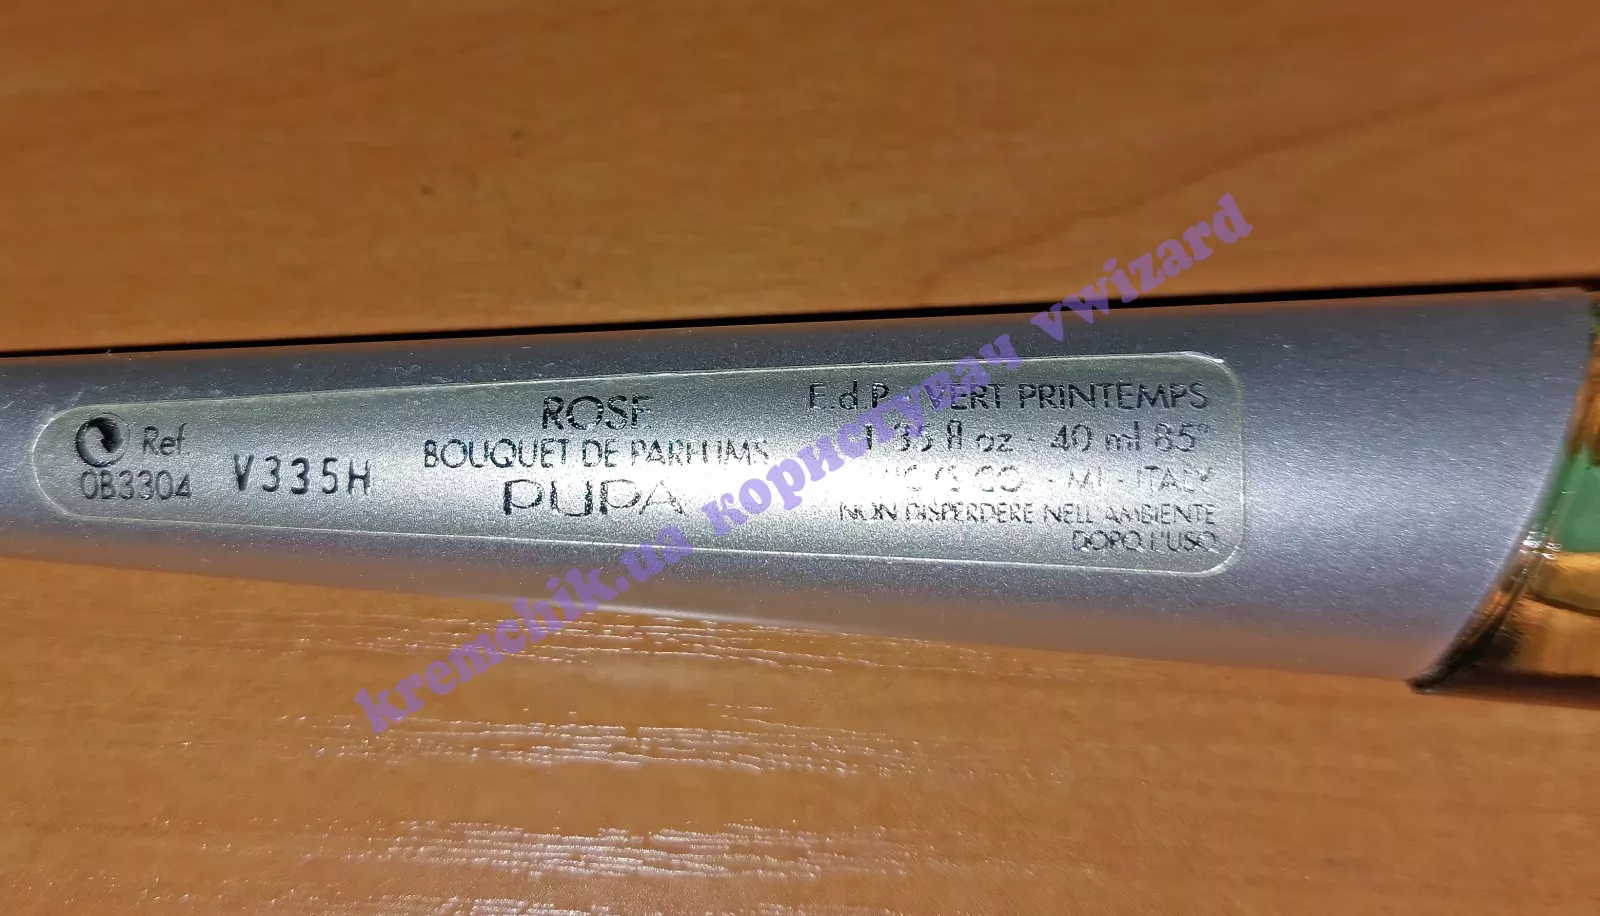 Ref.
0B3304
V335H
ROSE
BOUQUET DE PARFUMS
PUPA
E.d.P. - VERT PRINTEMPS
1.35 fl oz - 40 ml 85°
CO. - MI - ITALY
NON DISPERDERE NELL'AMBIENTE
DOPO L'USO
kremchik.ua користувач vwizard